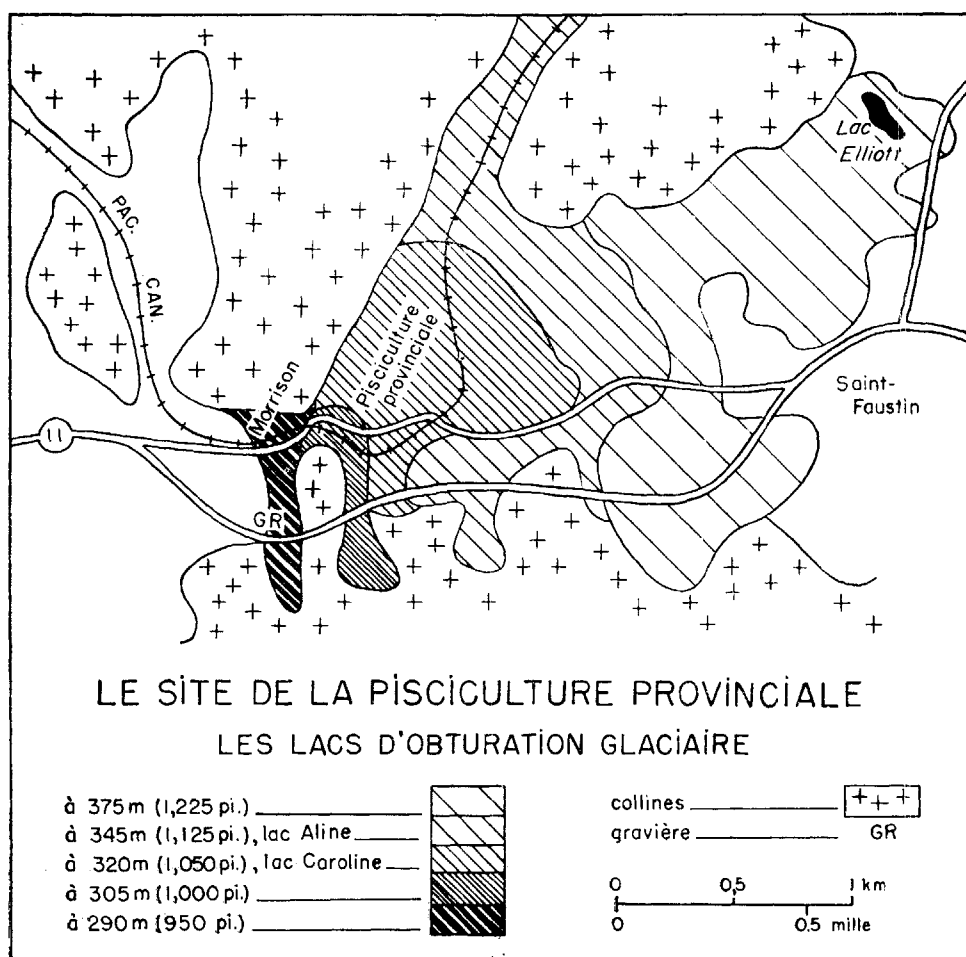 Lac
Elliott
PAC.
CAN.
Morrison
Pisciculture
provinciale
Saint-
Faustin
11
GR
LE SITE DE LA PISCICULTURE PROVINCIALE
LES LACS D'OBTURATION GLACIAIRE
à 375m (1,225 pi.)
à 345m (1,125 pi.), lac Aline
à 320m (1,050 pi.), lac Caroline
à 305m (1,000 pi.)
à 290m (950 pi.)
collines
gravière GR
0 0,5 1 km
0 0.5 mille